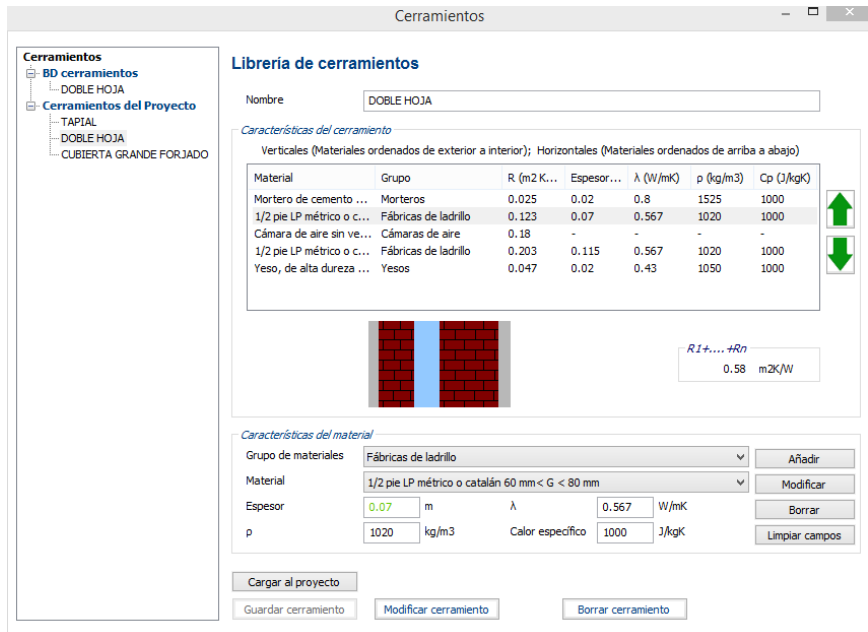 Cerramientos
Cerramientos
BD cerramientos
DOBLE HOJA
Cerramientos del Proyecto
TAPIAL
DOBLE HOJA
CUBIERTA GRANDE FORJADO
Librería de cerramientos
Nombre DOBLE HOJA
Características del cerramiento
Verticales (Materiales ordenados de exterior a interior); Horizontales (Materiales ordenados de arriba a abajo)
Material Grupo R (m2 K... Espesor... λ (W/mK) ρ (kg/m3) Cp (J/kgK)
Mortero de cemento ... Morteros 0.025 0.02 0.8 1525 1000
1/2 pie LP métrico o c... Fábricas de ladrillo 0.123 0.07 0.567 1020 1000
Cámara de aire sin ve... Cámaras de aire 0.18 - - - -
1/2 pie LP métrico o c... Fábricas de ladrillo 0.203 0.115 0.567 1020 1000
Yeso, de alta dureza ... Yesos 0.047 0.02 0.43 1050 1000
R1+....+Rn
0.58 m2K/W
Características del material
Grupo de materiales Fábricas de ladrillo Añadir
Material 1/2 pie LP métrico o catalán 60 mm< G < 80 mm Modificar
Espesor 0.07 m λ 0.567 W/mK Borrar
ρ 1020 kg/m3 Calor específico 1000 J/kgK Limpiar campos
Cargar al proyecto
Guardar cerramiento Modificar cerramiento Borrar cerramiento